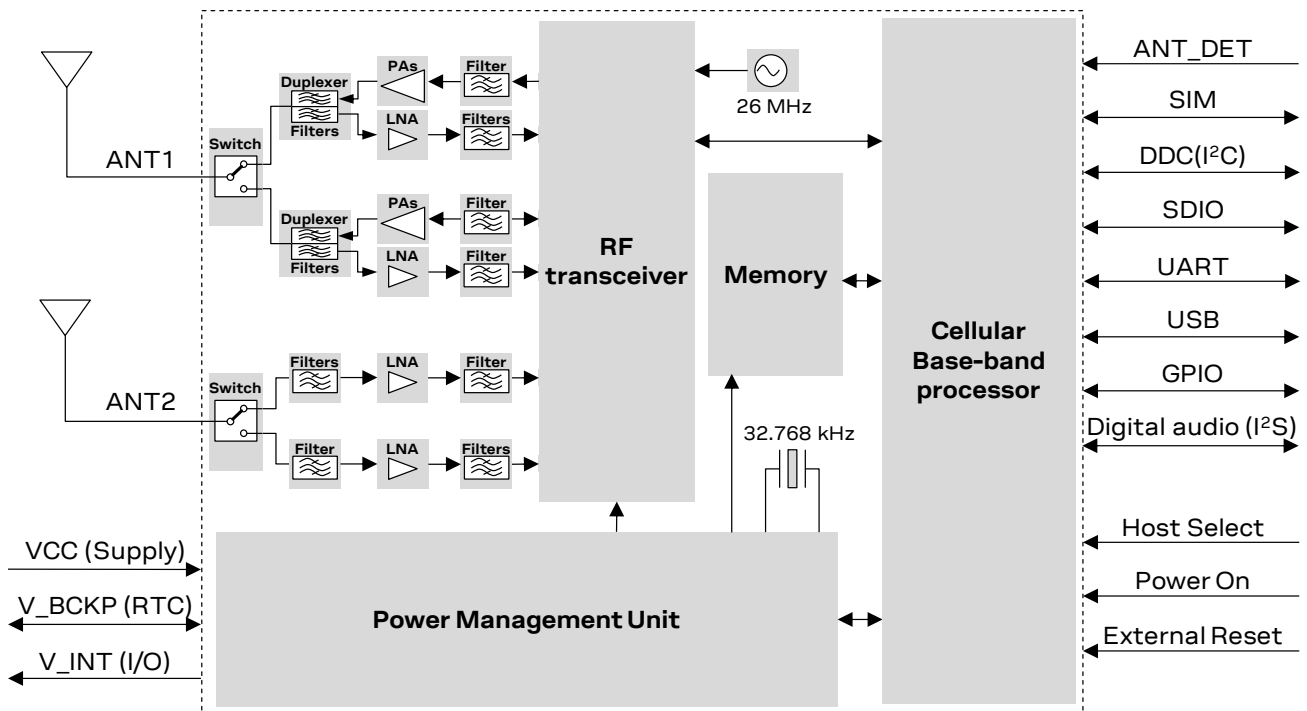 ANT1
Switch
Duplexer
Filters
PAs
Filter
LNA
Filters
Duplexer
Filters
PAs
Filter
LNA
Filter
ANT2
Switch
Filters
LNA
Filter
Filter
LNA
Filters
RF
transceiver
26 MHz
Memory
32.768 kHz
Cellular
Base-band
processor
Power Management Unit
VCC (Supply)
V_BCKP (RTC)
V_INT (I/O)
ANT_DET
SIM
DDC(I²C)
SDIO
UART
USB
GPIO
Digital audio (I²S)
Host Select
Power On
External Reset